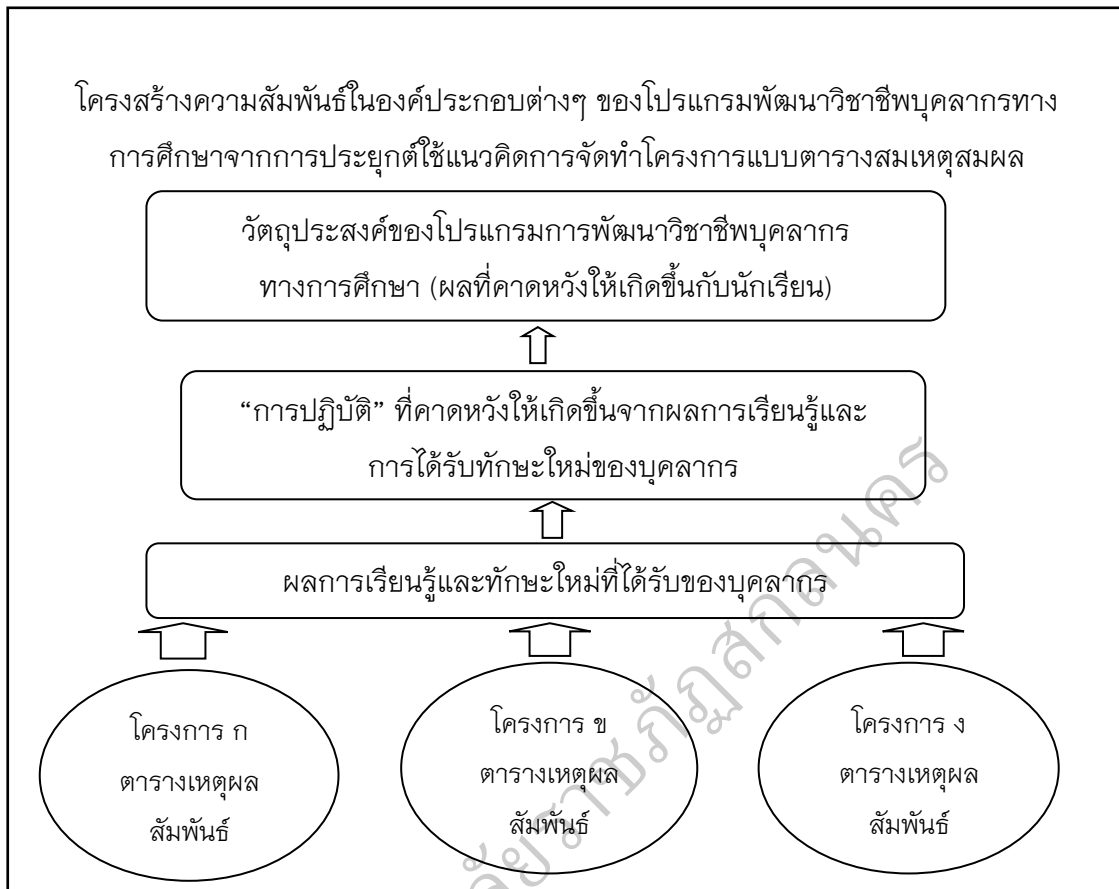 โครงสร้างความสัมพันธ์ในองค์ประกอบต่างๆ ของโปรแกรมพัฒนาวิชาชีพบุคลากรทาง
การศึกษาจากการประยุกต์ใช้แนวคิดการจัดทำโครงการแบบตารางสมเหตุสมผล
วัตถุประสงค์ของโปรแกรมการพัฒนาวิชาชีพบุคลากร
ทางการศึกษา (ผลที่คาดหวังให้เกิดขึ้นกับนักเรียน)
“การปฏิบัติ” ที่คาดหวังให้เกิดขึ้นจากผลการเรียนรู้และ
การได้รับทักษะใหม่ของบุคลากร
ผลการเรียนรู้และทักษะใหม่ที่ได้รับของบุคลากร
โครงการ ก
ตารางเหตุผล
สัมพันธ์
โครงการ ข
ตารางเหตุผล
สัมพันธ์
โครงการ ง
ตารางเหตุผล
สัมพันธ์
ลัยราชภัฏสกลนคร